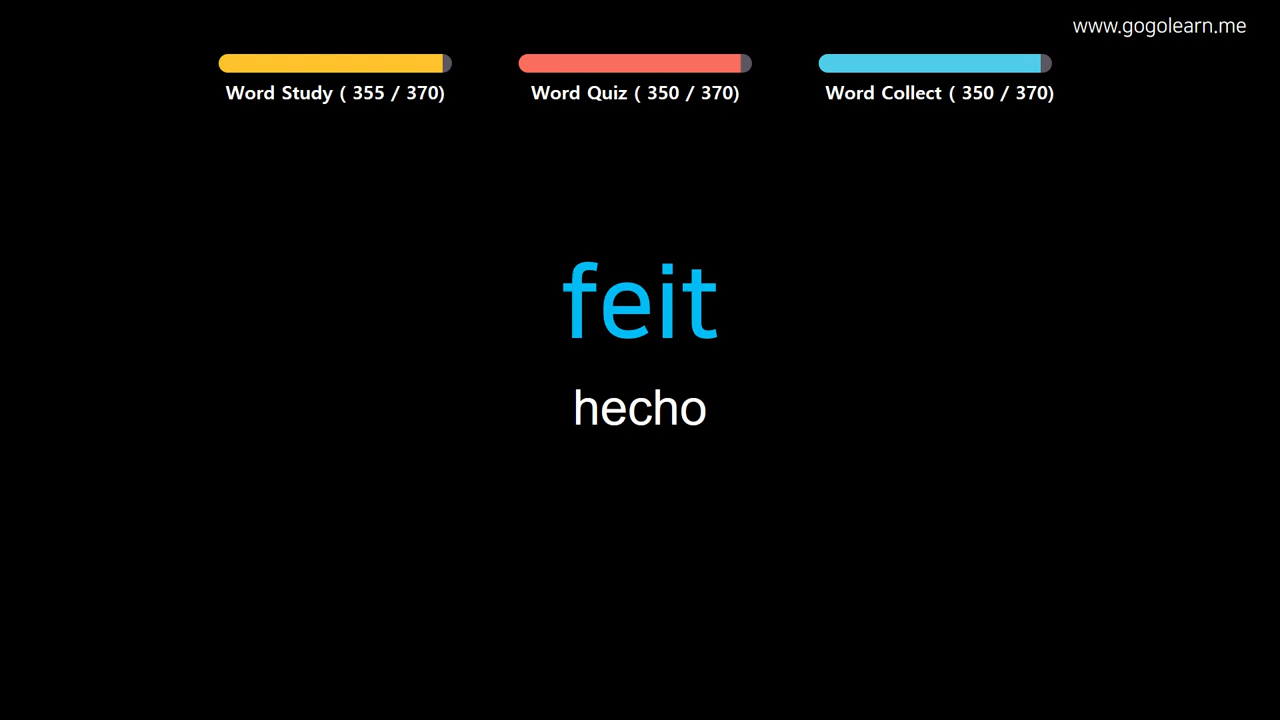 www.gogolearn.me
Word Study ( 355 / 370)
Word Quiz ( 350 / 370)
Word Collect ( 350 / 370)
feit
hecho